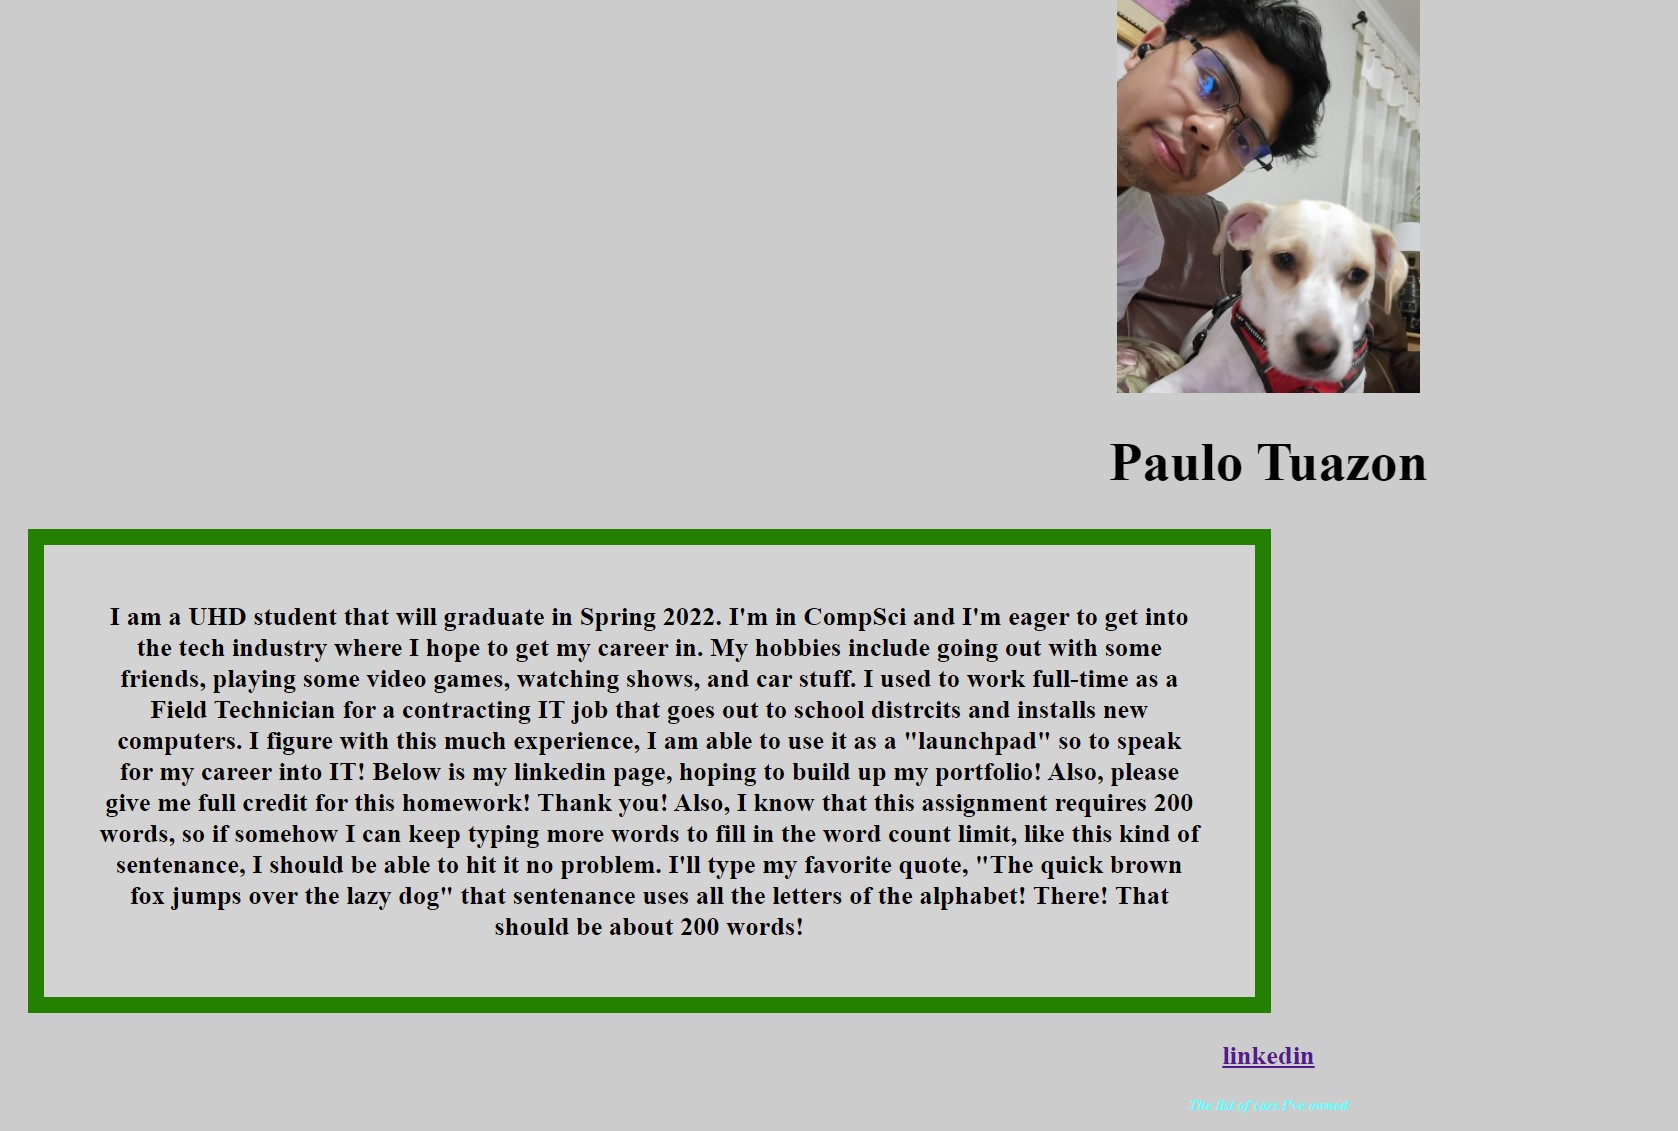 Paulo Tuazon
I am a UHD student that will graduate in Spring 2022. I'm in CompSci and I'm eager to get into
the tech industry where I hope to get my career in. My hobbies include going out with some
friends, playing some video games, watching shows, and car stuff. I used to work full-time as a
Field Technician for a contracting IT job that goes out to school distrcits and installs new
computers. I figure with this much experience, I am able to use it as a "launchpad" so to speak
for my career into IT! Below is my linkedin page, hoping to build up my portfolio! Also, please
give me full credit for this homework! Thank you! Also, I know that this assignment requires 200
words, so if somehow I can keep typing more words to fill in the word count limit, like this kind of
sentenance, I should be able to hit it no problem. I'll type my favorite quote, "The quick brown
fox jumps over the lazy dog" that sentenance uses all the letters of the alphabet! There! That
should be about 200 words!
linkedin
The list of cars I've owned